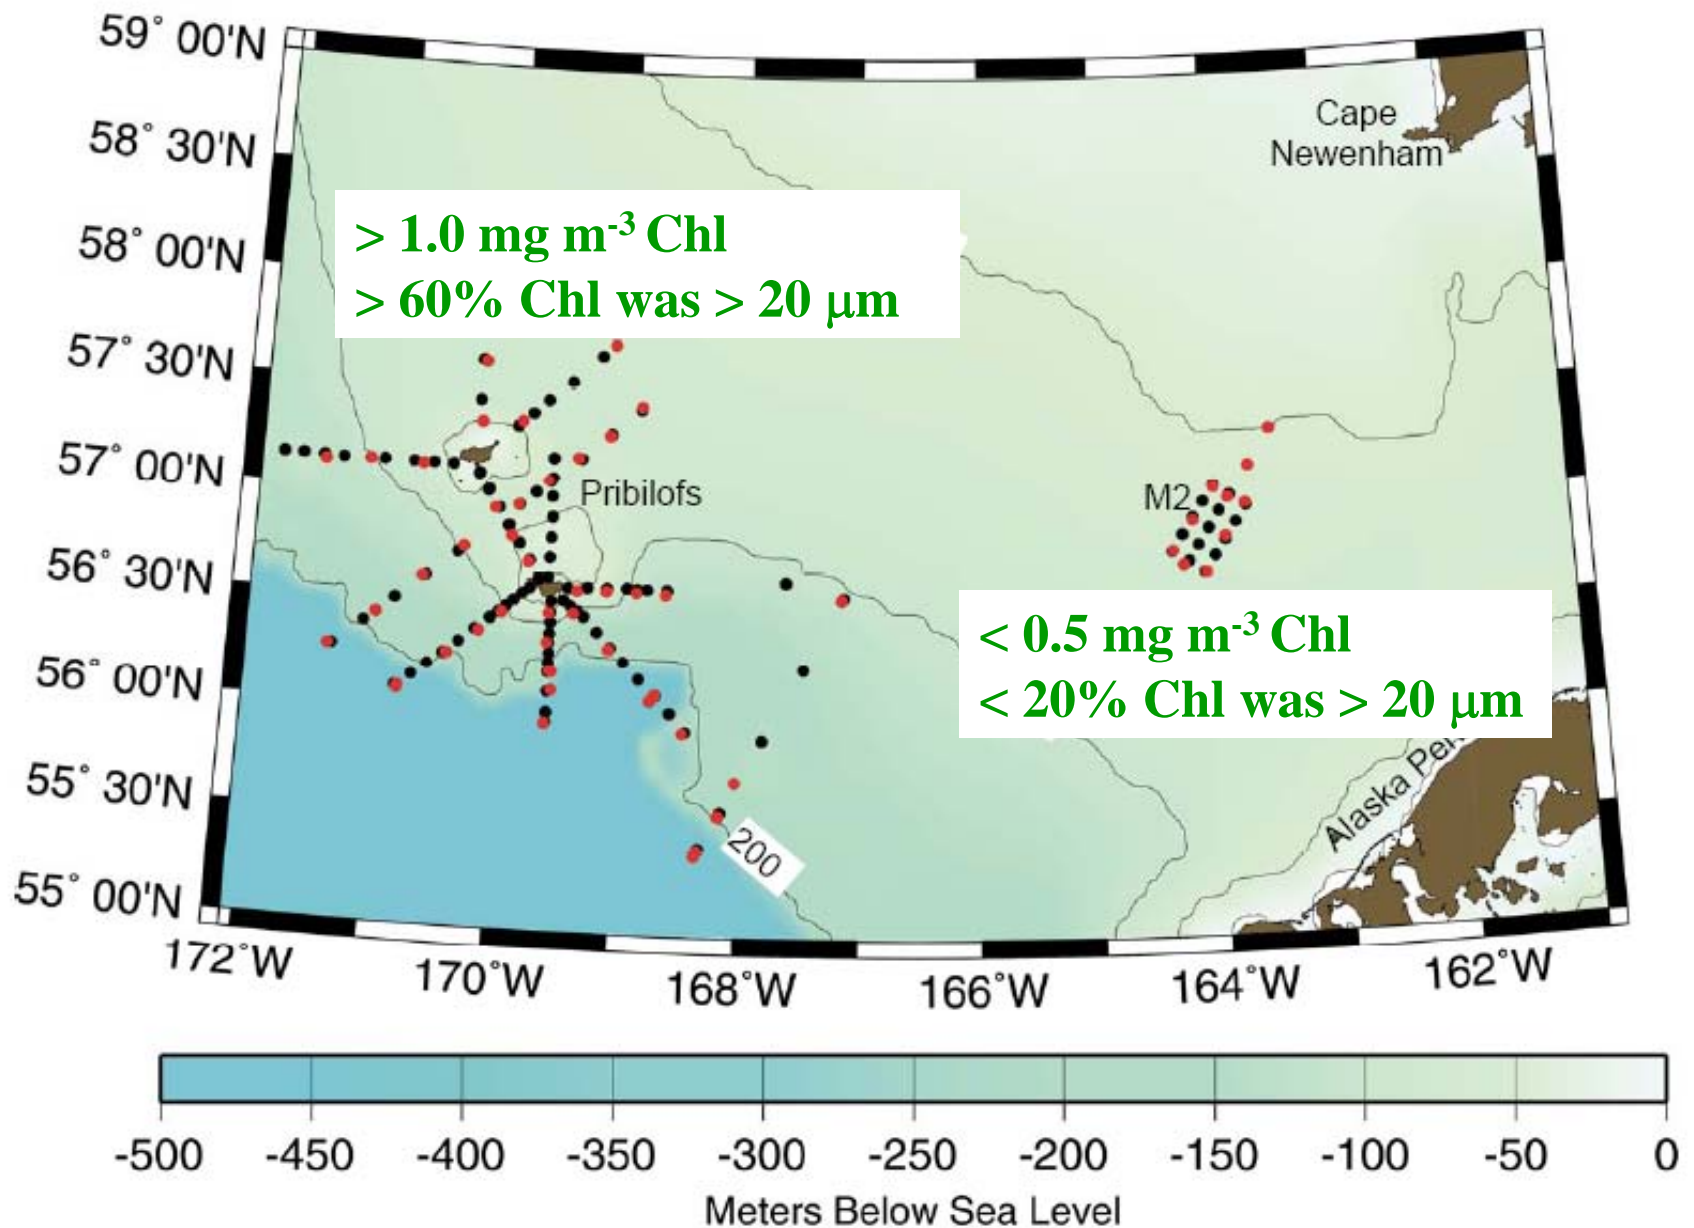 59° 00'N
58° 30'N
58° 00'N
57° 30'N
57° 00'N
56° 30'N
56° 00'N
55° 30'N
55° 00'N
Cape
Newenham
> 1.0 mg m-3 Chl
> 60% Chl was > 20 μm
Pribilofs
M2
< 0.5 mg m-3 Chl
< 20% Chl was > 20 μm
Alaska
200
172°W 170°W 168°W 166°W 164°W 162°W
-500 -450 -400 -350 -300 -250 -200 -150 -100 -50 0
Meters Below Sea Level